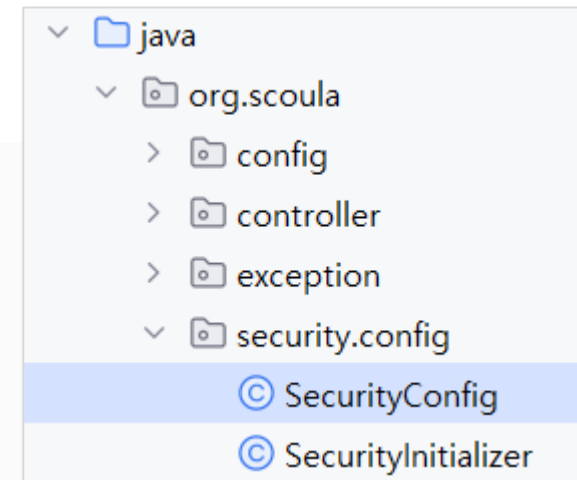 java
org.scoula
config
controller
exception
security.config
SecurityConfig
SecurityInitializer